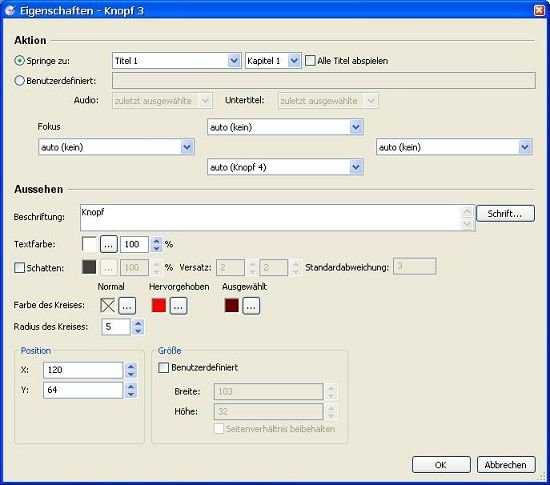 Eigenschaften - Knopf 3
Aktion
Springe zu: Titel 1 Kapitel 1 Alle Titel abspielen
Benutzerdefiniert:
Audio: zuletzt ausgewählte Untertitel: zuletzt ausgewählte
Fokus
auto (kein)
auto (kein) auto (kein)
auto (Knopf 4)
Aussehen
Beschriftung: Knopf Schrift...
Textfarbe: ... 100 %
Schatten: ... 100 % Versatz: 2 2 Standardabweichung: 3
Normal Hervorgehoben Ausgewählt
Farbe des Kreises: ... ... ...
Radius des Kreises: 5
Position Größe
X: 120 Benutzerdefiniert
Y: 64 Breite: 103
Höhe: 32
Seitenverhältnis beibehalten
OK Abbrechen